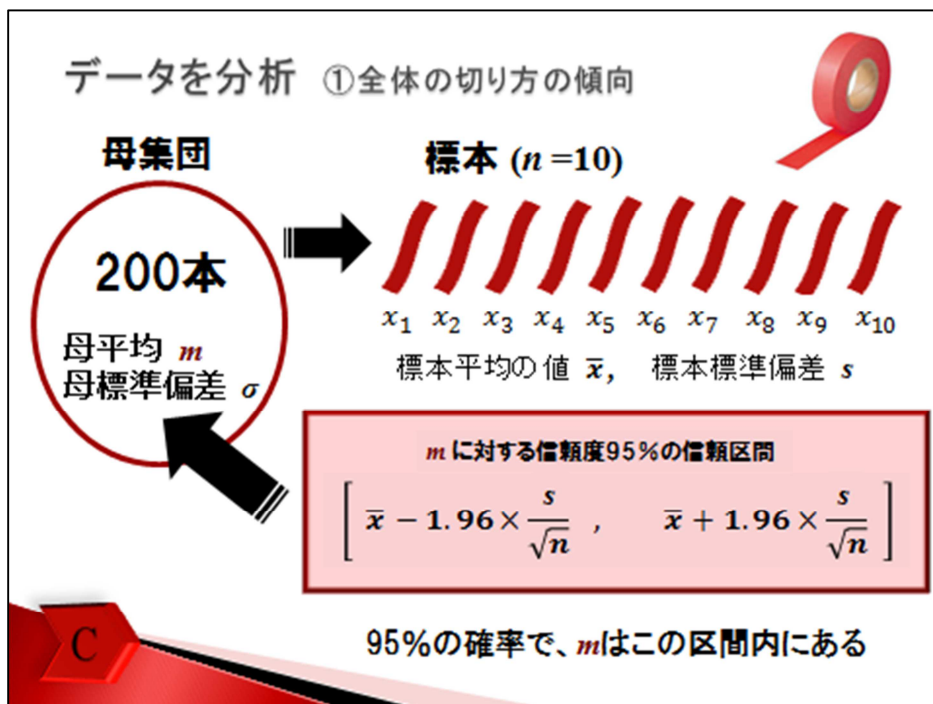 データを分析 ①全体の切り方の傾向
母集団
標本 (n =10)
200本
母平均 m
母標準偏差 σ
x₁ x₂ x₃ x₄ x₅ x₆ x₇ x₈ x₉ x₁₀
標本平均の値 x̄, 標本標準偏差 s
m に対する信頼度95%の信頼区間
[ x̄ − 1.96 × s/√n , x̄ + 1.96 × s/√n ]
C
95%の確率で、mはこの区間内にある